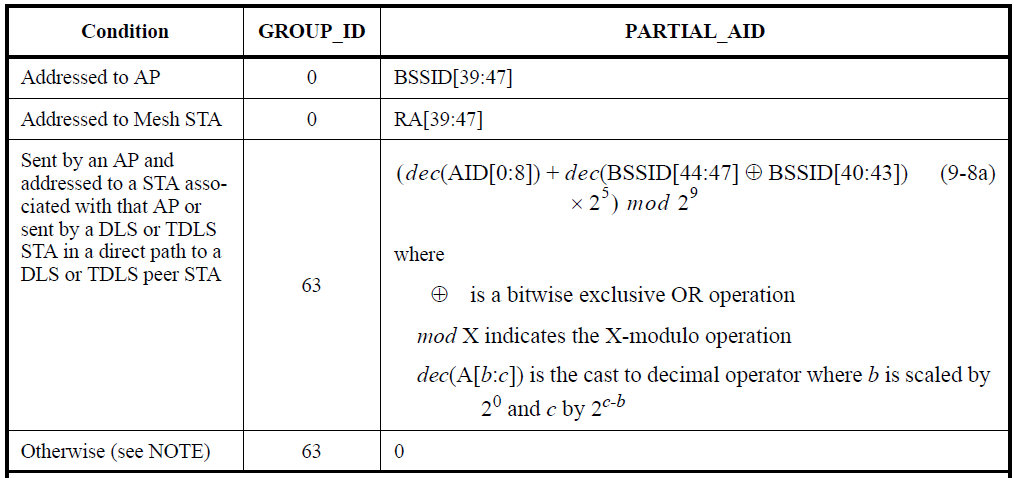 Condition GROUP_ID PARTIAL_AID
Addressed to AP 0 BSSID[39:47]
Addressed to Mesh STA 0 RA[39:47]
Sent by an AP and
addressed to a STA asso-
ciated with that AP or
sent by a DLS or TDLS
STA in a direct path to a
DLS or TDLS peer STA
63
(dec(AID[0:8]) + dec(BSSID[44:47] ⊕ BSSID[40:43]) (9-8a)
× 2^5) mod 2^9
where
⊕ is a bitwise exclusive OR operation
mod X indicates the X-modulo operation
dec(A[b:c]) is the cast to decimal operator where b is scaled by
2^0 and c by 2^c-b
Otherwise (see NOTE) 63 0